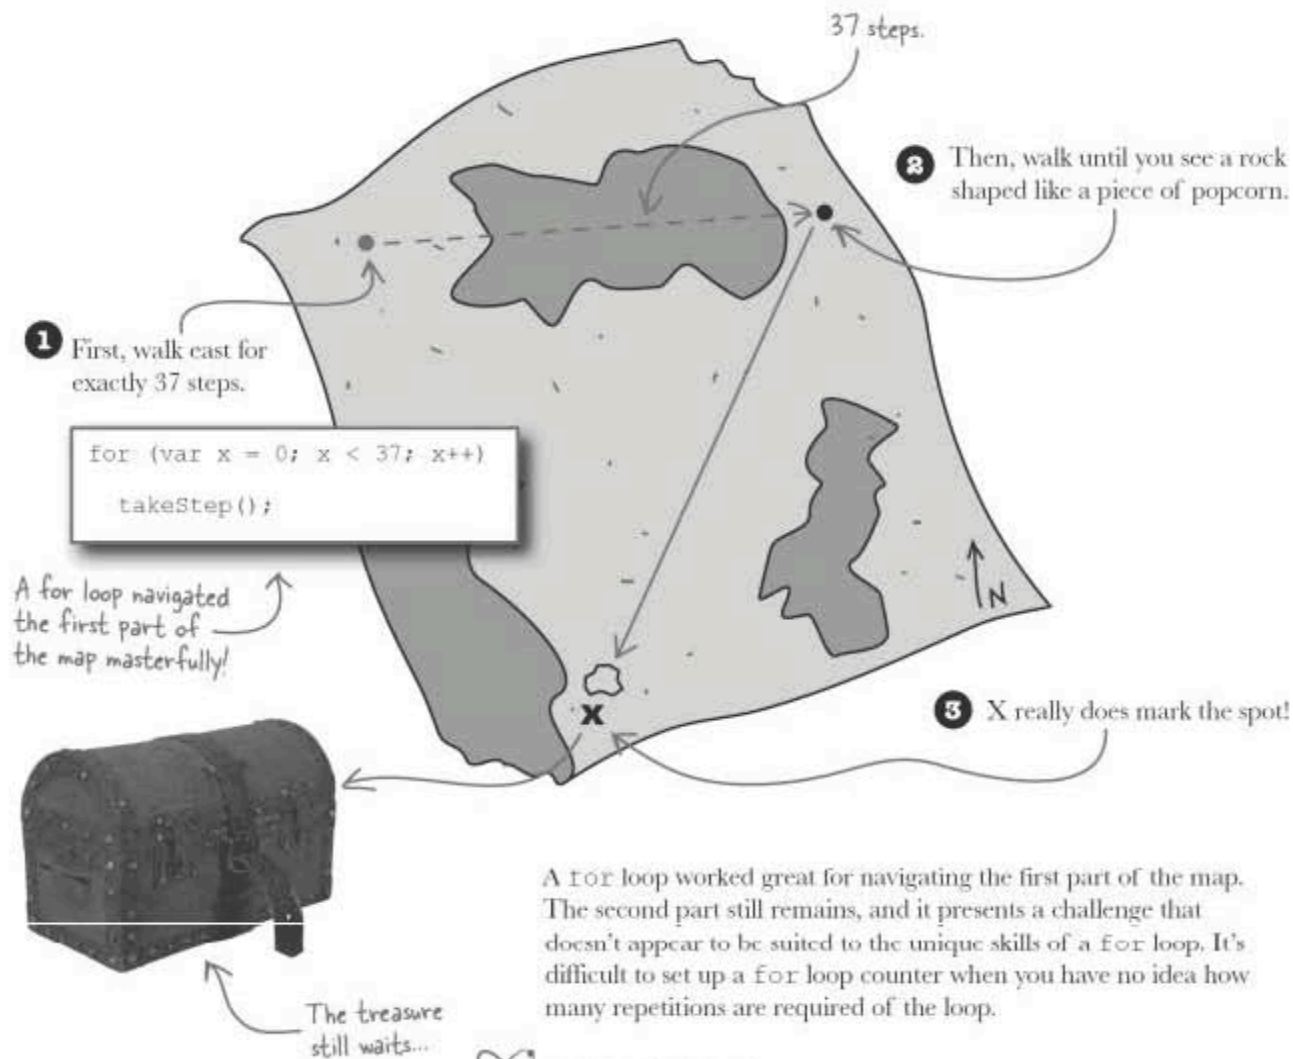 37 steps.
2 Then, walk until you see a rock
shaped like a piece of popcorn.
1 First, walk east for
exactly 37 steps.
for (var x = 0; x < 37; x++)
takeStep();
A for loop navigated
the first part of
the map masterfully!
N
X
3 X really does mark the spot!
A for loop worked great for navigating the first part of the map.
The second part still remains, and it presents a challenge that
doesn't appear to be suited to the unique skills of a for loop. It's
difficult to set up a for loop counter when you have no idea how
many repetitions are required of the loop.
The treasure
still waits...